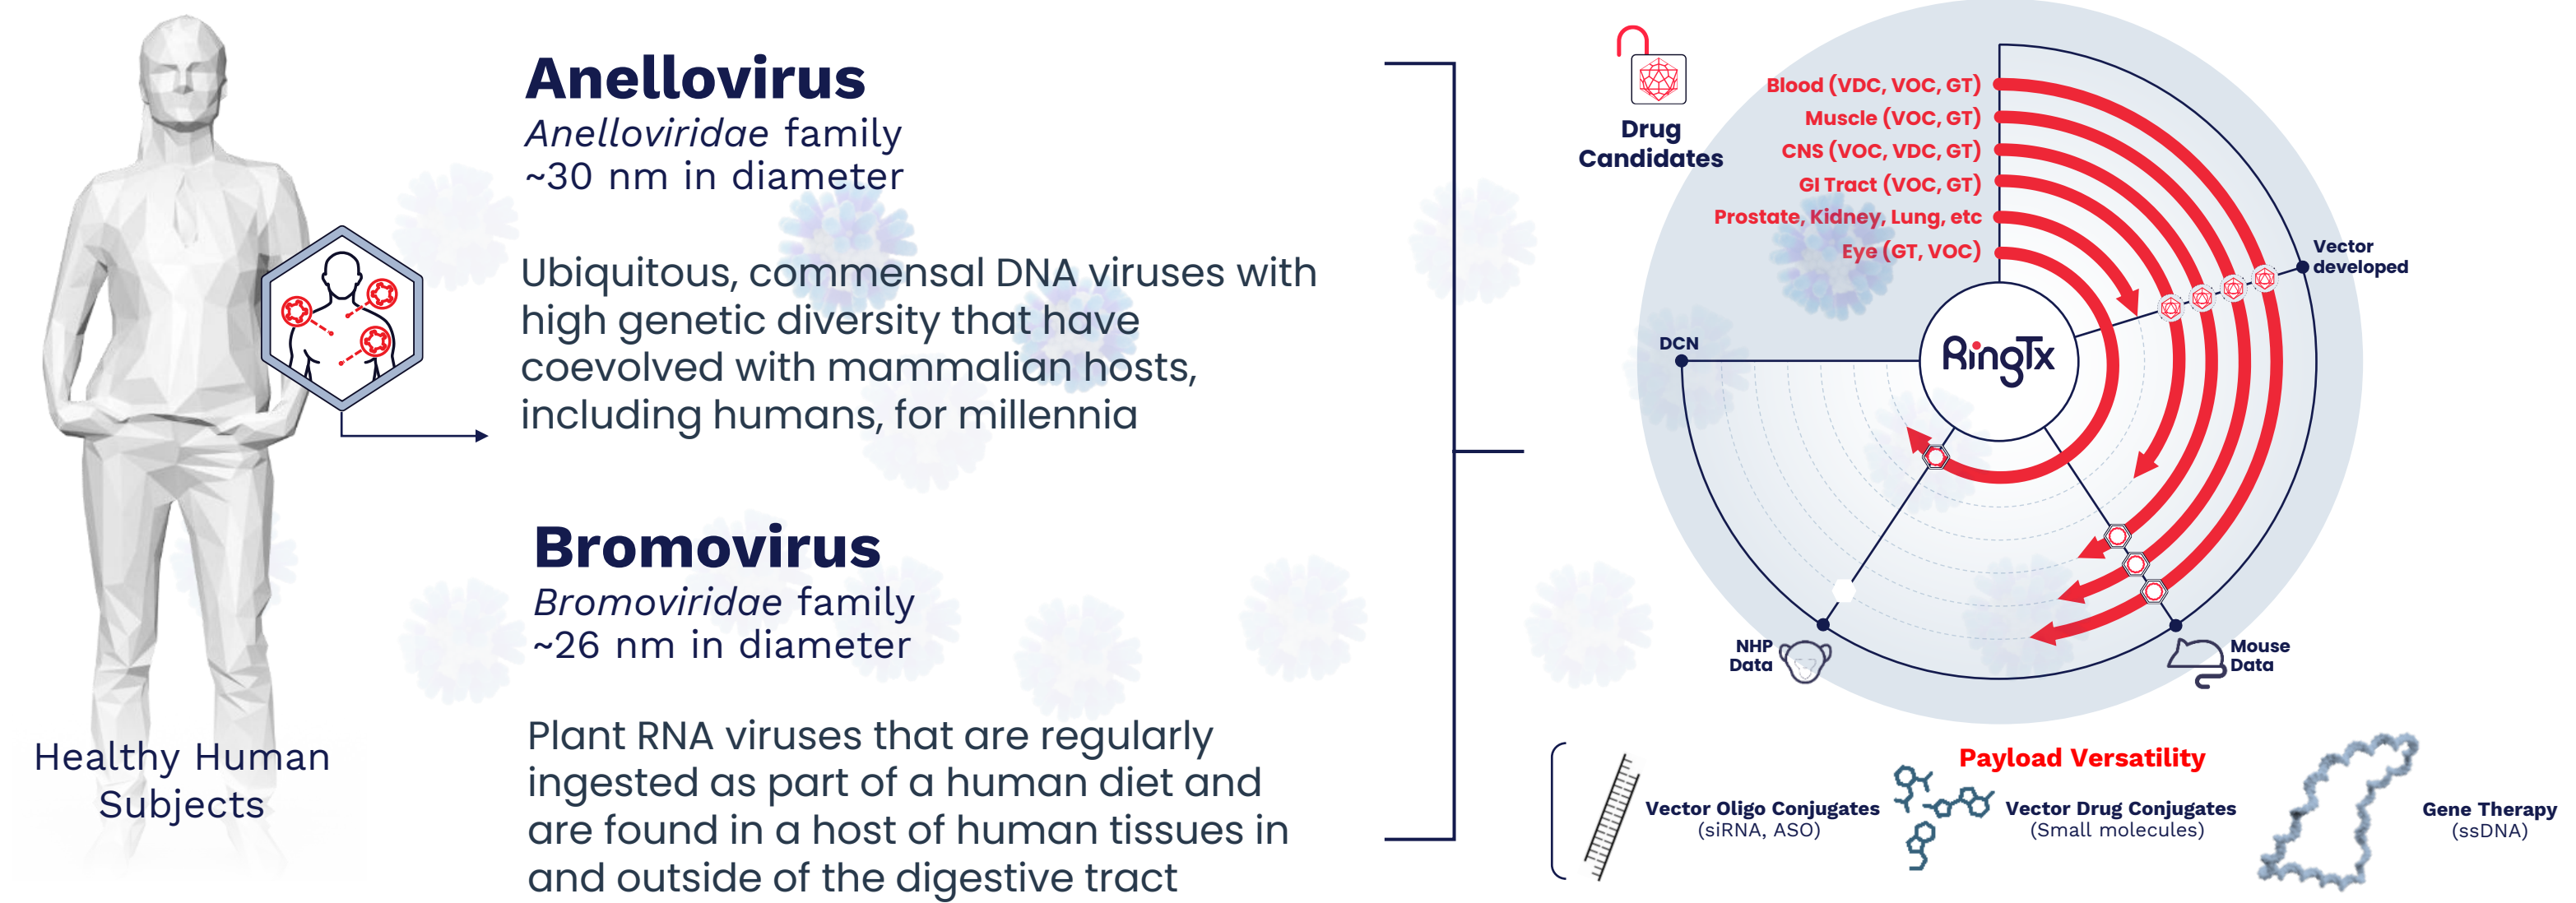 Healthy Human
Subjects
Anellovirus
Anelloviridae family
~30 nm in diameter
Ubiquitous, commensal DNA viruses with
high genetic diversity that have
coevolved with mammalian hosts,
including humans, for millennia
Bromovirus
Bromoviridae family
~26 nm in diameter
Plant RNA viruses that are regularly
ingested as part of a human diet and
are found in a host of human tissues in
and outside of the digestive tract
Drug
Candidates
Blood (VDC, VOC, GT)
Muscle (VOC, GT)
CNS (VOC, VDC, GT)
GI Tract (VOC, GT)
Prostate, Kidney, Lung, etc
Eye (GT, VOC)
Vector
developed
DCN
RingTx
NHP
Data
Mouse
Data
Payload Versatility
Vector Oligo Conjugates
(siRNA, ASO)
Vector Drug Conjugates
(Small molecules)
Gene Therapy
(ssDNA)